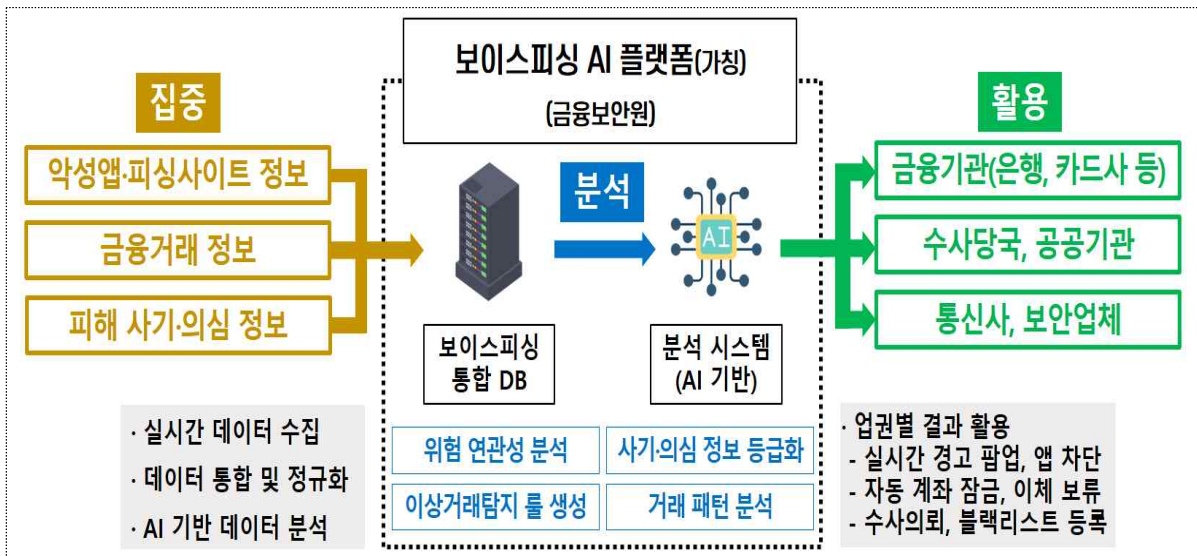 보이스피싱 AI 플랫폼(가칭)
(금융보안원)
집중
악성앱·피싱사이트 정보
금융거래 정보
피해 사기·의심 정보
· 실시간 데이터 수집
· 데이터 통합 및 정규화
· AI 기반 데이터 분석
분석
AI
보이스피싱
통합 DB
분석 시스템
(AI 기반)
위험 연관성 분석
사기·의심 정보 등급화
이상거래탐지 룰 생성
거래 패턴 분석
활용
금융기관(은행, 카드사 등)
수사당국, 공공기관
통신사, 보안업체
· 업권별 결과 활용
- 실시간 경고 팝업, 앱 차단
- 자동 계좌 잠금, 이체 보류
- 수사의뢰, 블랙리스트 등록